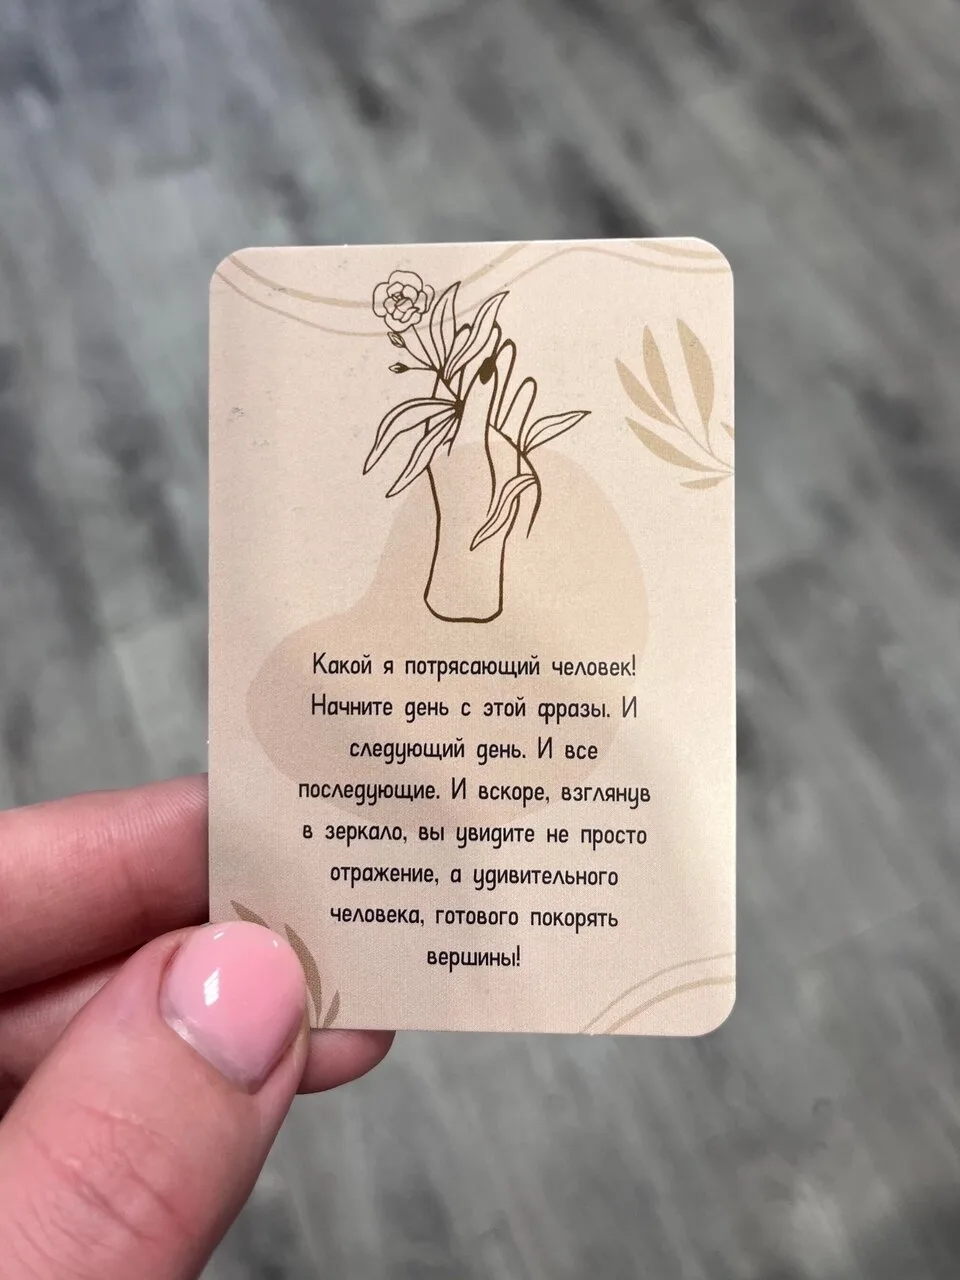 Какой я потрясающий человек!
Начните день с этой фразы. И
следующий день. И все
последующие. И вскоре, взглянув
в зеркало, вы увидите не просто
отражение, а удивительного
человека, готового покорять
вершины!